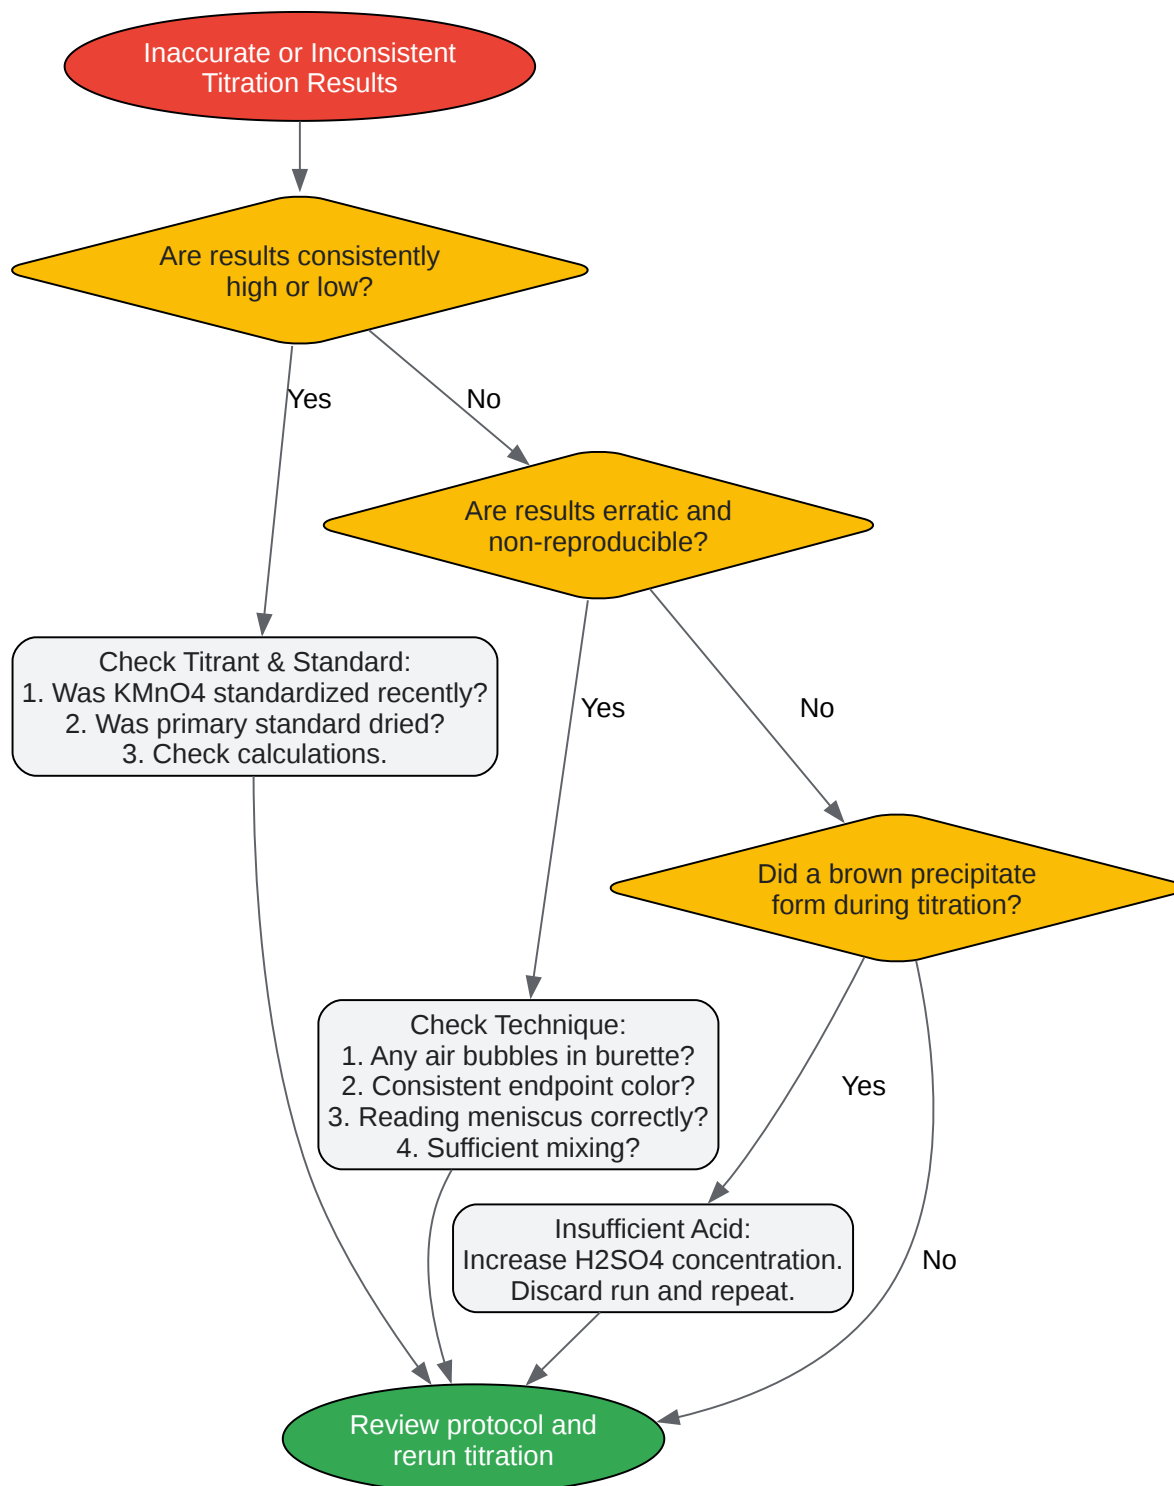 Inaccurate or Inconsistent
Titration Results
Are results consistently
high or low?
Yes
No
Are results erratic and
non-reproducible?
Check Titrant & Standard:
1. Was KMnO4 standardized recently?
2. Was primary standard dried?
3. Check calculations.
Yes
No
Did a brown precipitate
form during titration?
Check Technique:
1. Any air bubbles in burette?
2. Consistent endpoint color?
3. Reading meniscus correctly?
4. Sufficient mixing?
Yes
Insufficient Acid:
Increase H2SO4 concentration.
Discard run and repeat.
No
Review protocol and
rerun titration